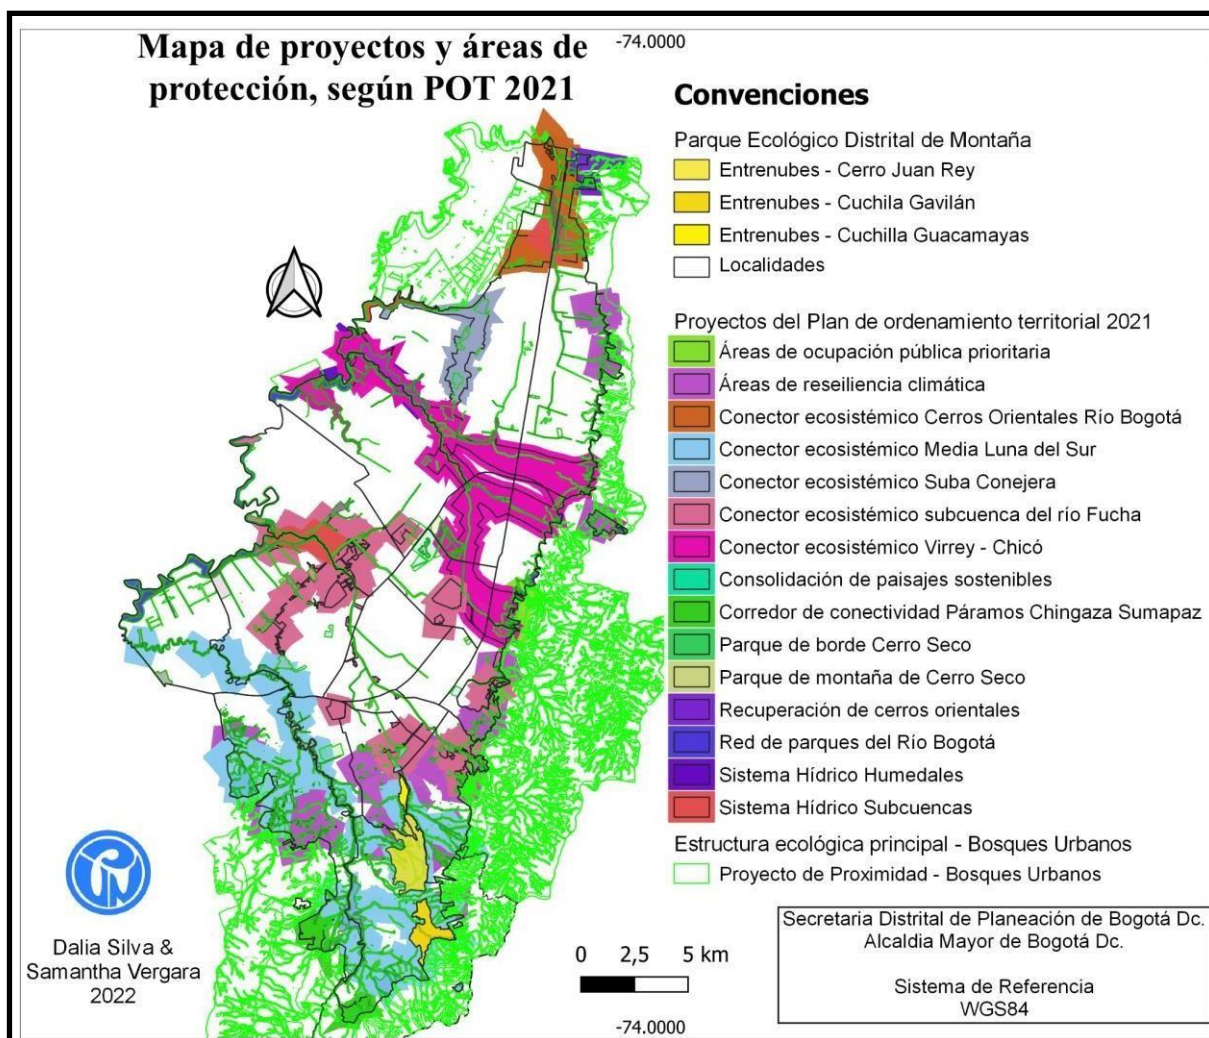 Mapa de proyectos y áreas de
protección, según POT 2021
-74.0000
Convenciones
Parque Ecológico Distrital de Montaña
Entrenubes - Cerro Juan Rey
Entrenubes - Cuchila Gavilán
Entrenubes - Cuchilla Guacamayas
Localidades
Proyectos del Plan de ordenamiento territorial 2021
Áreas de ocupación pública prioritaria
Áreas de reseiliencia climática
Conector ecosistémico Cerros Orientales Río Bogotá
Conector ecosistémico Media Luna del Sur
Conector ecosistémico Suba Conejera
Conector ecosistémico subcuenca del río Fucha
Conector ecosistémico Virrey - Chicó
Consolidación de paisajes sostenibles
Corredor de conectividad Páramos Chingaza Sumapaz
Parque de borde Cerro Seco
Parque de montaña de Cerro Seco
Recuperación de cerros orientales
Red de parques del Río Bogotá
Sistema Hídrico Humedales
Sistema Hídrico Subcuencas
Estructura ecológica principal - Bosques Urbanos
Proyecto de Proximidad - Bosques Urbanos
Dalia Silva &
Samantha Vergara
2022
0 2,5 5 km
-74.0000
Secretaria Distrital de Planeación de Bogotá Dc.
Alcaldia Mayor de Bogotá Dc.
Sistema de Referencia
WGS84